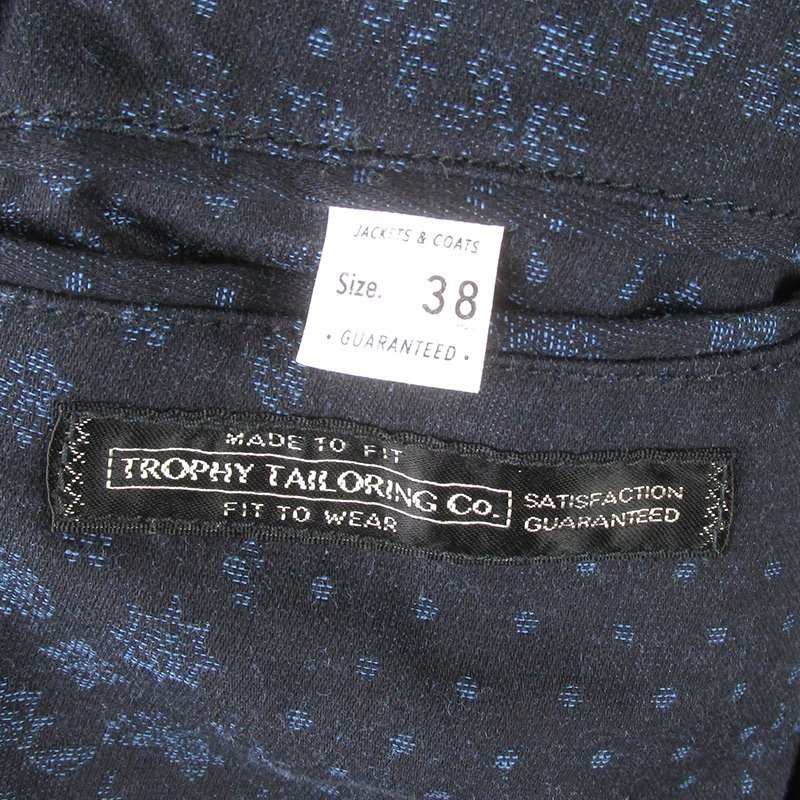 JACKETS & COATS
Size. 38
• GUARANTEED •
MADE TO FIT
TROPHY TAILORING Co.
FIT TO WEAR
SATISFACTION
GUARANTEED